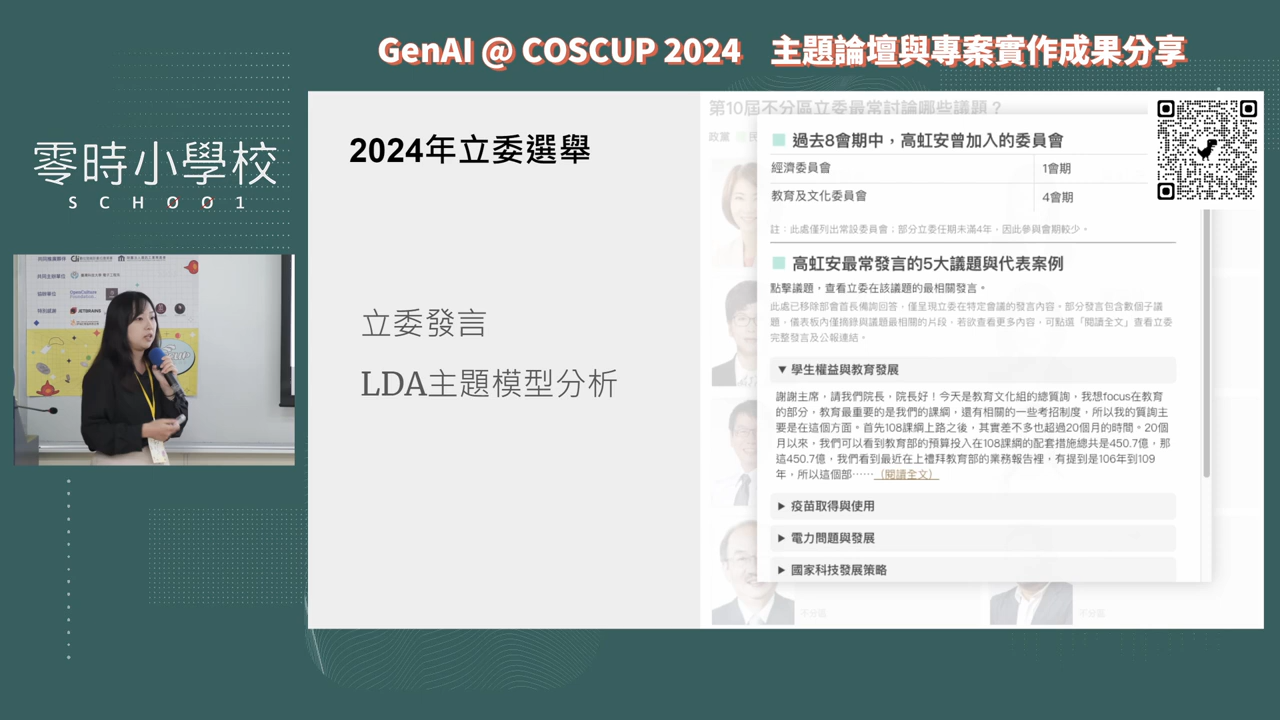 GenAI @ COSCUP 2024 主題論壇與專案實作成果分享
零時小學校
SCHOO1
JETBRAINS
2024年立委選舉
立委發言
LDA主題模型分析
第10屆不分區立委最常討論哪些議題？
政黨
過去8會期中，高虹安曾加入的委員會
經濟委員會 1會期
教育及文化委員會 4會期
註：此處僅列出常設委員會；部分立委任期未滿4年，因此參與會期較少。
高虹安最常發言的5大議題與代表案例
點擊議題，查看立委在該議題的最相關發言。
此處已移除部會首長備詢回答，僅呈現立委在特定會議的發言內容。部分發言包含數個子議
題，儀表板內僅摘錄與議題最相關的片段，若欲查看更多內容，可點選「閱讀全文」查看立委
完整發言及公報連結。
▼ 學生權益與教育發展
謝謝主席，請我們院長，院長好！今天是教育文化組的總質詢，我想focus在教育
的部分，教育最重要的是我們的課綱，還有相關的一些考招制度，所以我的質詢主
要是在這個方面。首先108課綱上路之後，其實差不多也超過20個月的時間。20個
月以來，我們可以看到教育部的預算投入在108課綱的配套措施總共是450.7億，那
這450.7億，我們看到最近在上禮拜教育部的業務報告裡，有提到是106年到109
年，所以這個部⋯⋯（閱讀全文）
▶ 疫苗取得與使用
▶ 電力問題與發展
▶ 國家科技發展策略
不分區
不分區